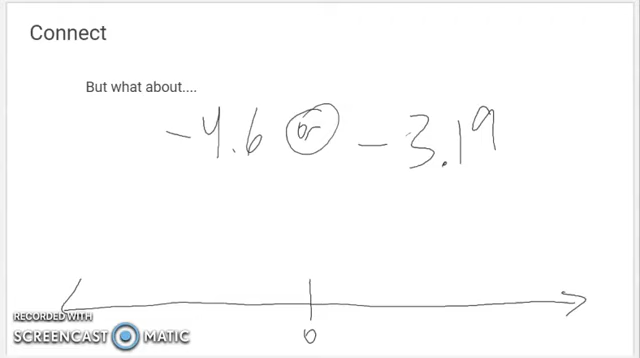 Connect
But what about....
-4.6 or -3.19
0
RECORDED WITH
SCREENCAST MATIC